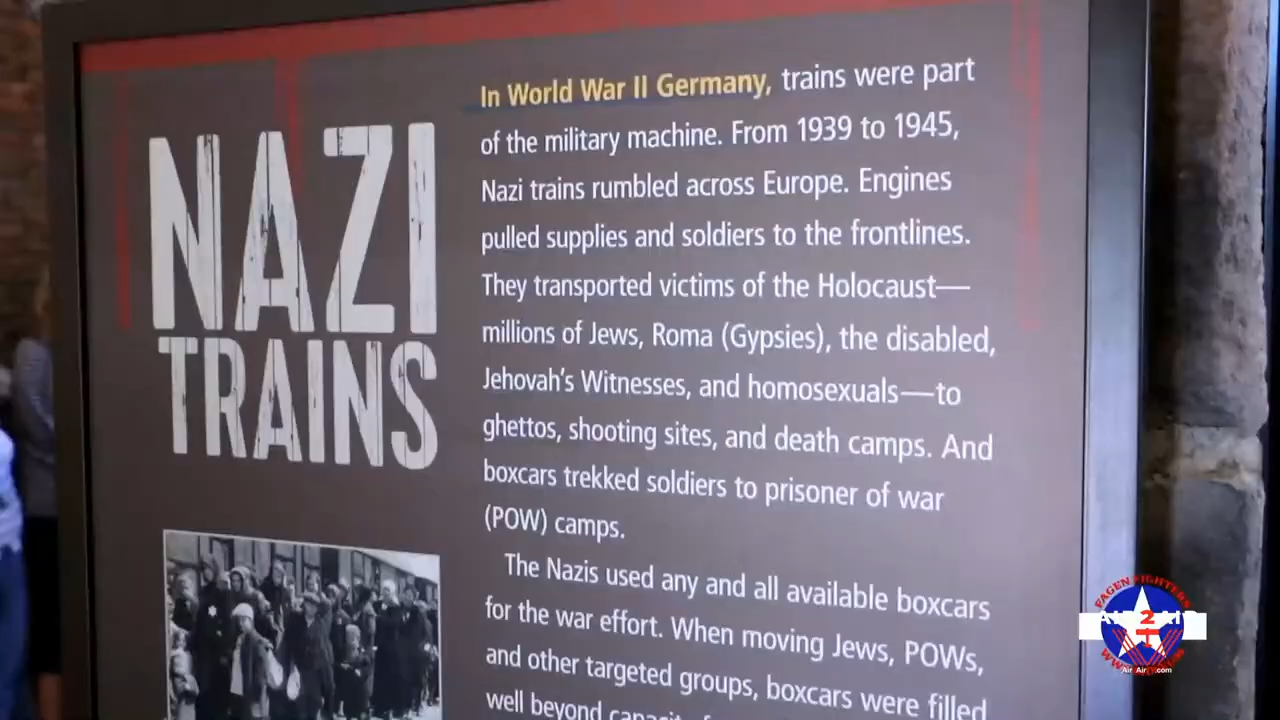 NAZI
TRAINS
In World War II Germany, trains were part
of the military machine. From 1939 to 1945,
Nazi trains rumbled across Europe. Engines
pulled supplies and soldiers to the frontlines.
They transported victims of the Holocaust—
millions of Jews, Roma (Gypsies), the disabled,
Jehovah's Witnesses, and homosexuals—to
ghettos, shooting sites, and death camps. And
boxcars trekked soldiers to prisoner of war
(POW) camps.
The Nazis used any and all available boxcars
for the war effort. When moving Jews, POWs,
and other targeted groups, boxcars were filled
well beyond capacity
FAGEN FIGHTERS
2